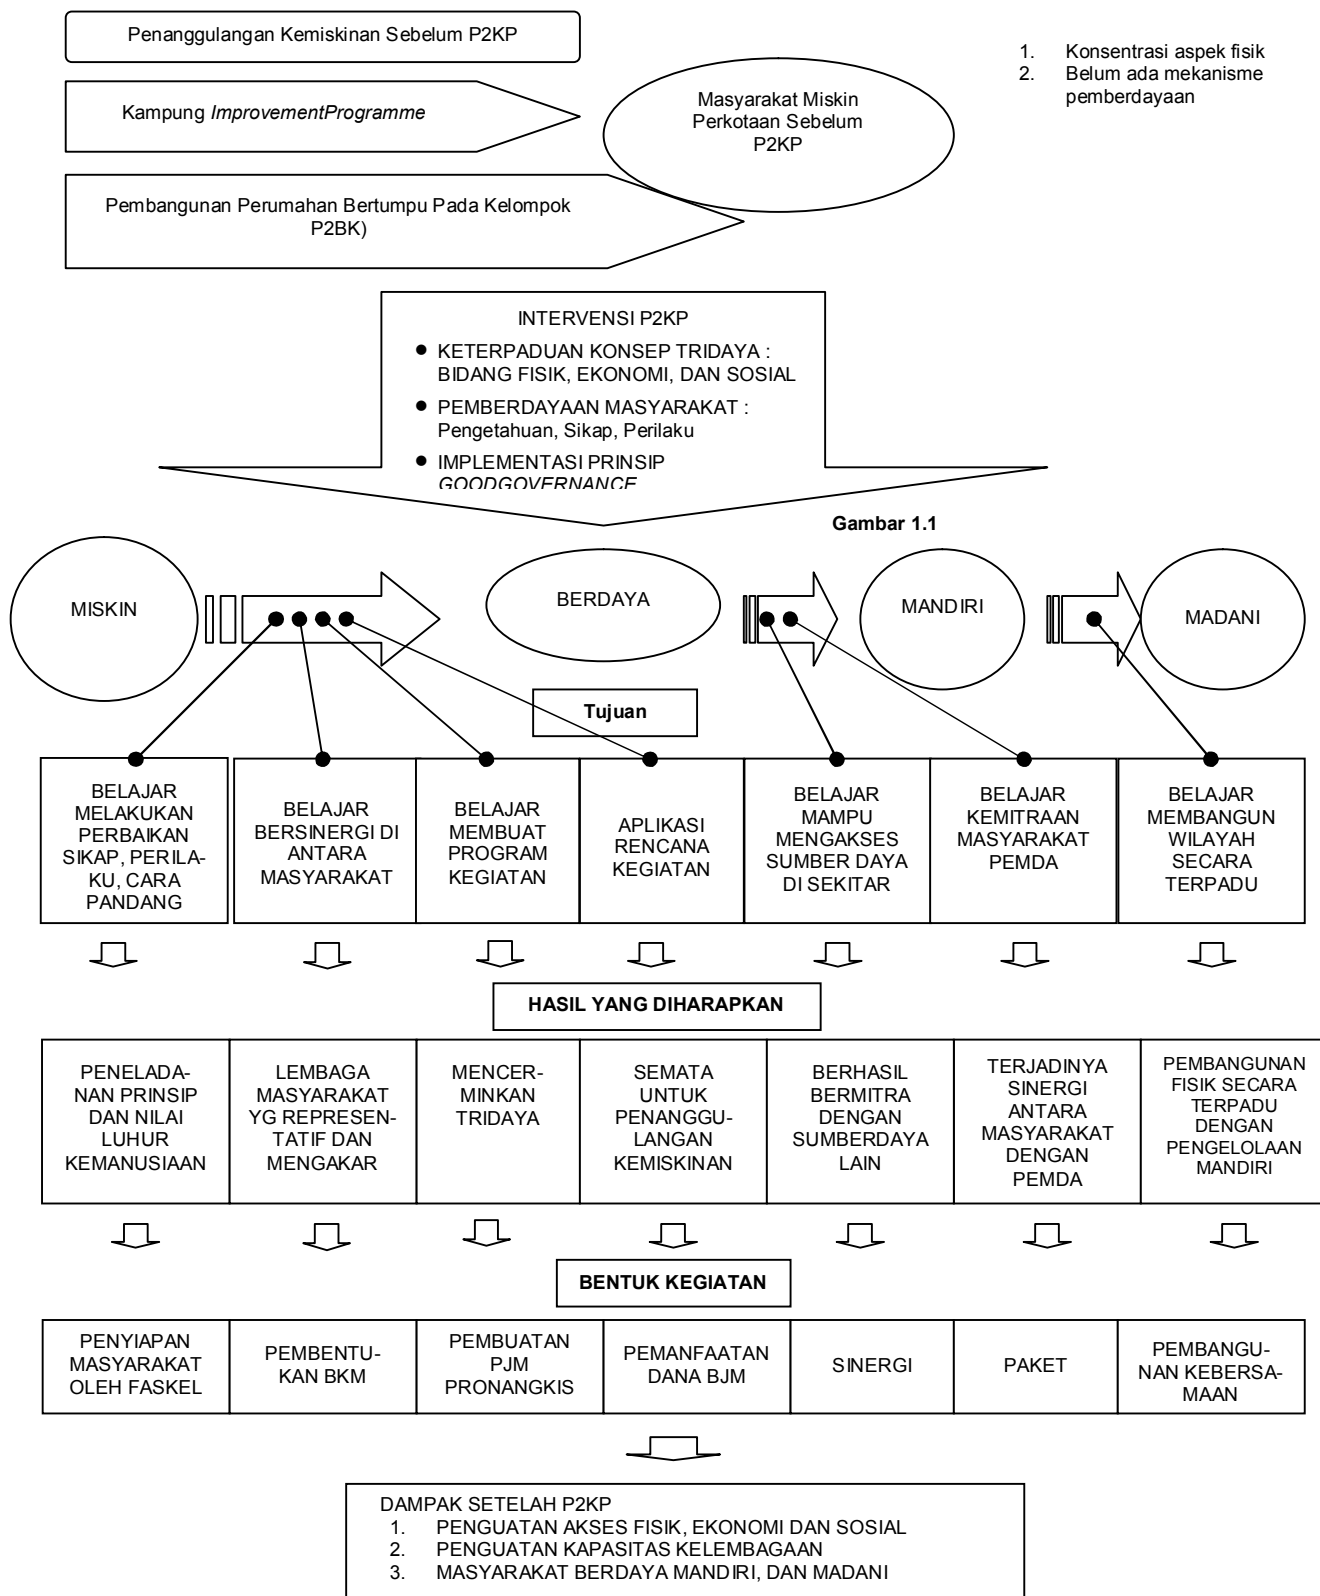 Penanggulangan Kemiskinan Sebelum P2KP
1. Konsentrasi aspek fisik
2. Belum ada mekanisme
pemberdayaan
Kampung ImprovementProgramme
Masyarakat Miskin
Perkotaan Sebelum
P2KP
Pembangunan Perumahan Bertumpu Pada Kelompok
P2BK)
INTERVENSI P2KP
● KETERPADUAN KONSEP TRIDAYA :
BIDANG FISIK, EKONOMI, DAN SOSIAL
● PEMBERDAYAAN MASYARAKAT :
Pengetahuan, Sikap, Perilaku
● IMPLEMENTASI PRINSIP
GOODGOVERNANCE
Gambar 1.1
MISKIN
BERDAYA
MANDIRI
MADANI
Tujuan
BELAJAR
MELAKUKAN
PERBAIKAN
SIKAP, PERILA-
KU, CARA
PANDANG
BELAJAR
BERSINERGI DI
ANTARA
MASYARAKAT
BELAJAR
MEMBUAT
PROGRAM
KEGIATAN
APLIKASI
RENCANA
KEGIATAN
BELAJAR
MAMPU
MENGAKSES
SUMBER DAYA
DI SEKITAR
BELAJAR
KEMITRAAN
MASYARAKAT
PEMDA
BELAJAR
MEMBANGUN
WILAYAH
SECARA
TERPADU
HASIL YANG DIHARAPKAN
PENELADA-
NAN PRINSIP
DAN NILAI
LUHUR
KEMANUSIAAN
LEMBAGA
MASYARAKAT
YG REPRESEN-
TATIF DAN
MENGAKAR
MENCER-
MINKAN
TRIDAYA
SEMATA
UNTUK
PENANGGU-
LANGAN
KEMISKINAN
BERHASIL
BERMITRA
DENGAN
SUMBERDAYA
LAIN
TERJADINYA
SINERGI
ANTARA
MASYARAKAT
DENGAN
PEMDA
PEMBANGUNAN
FISIK SECARA
TERPADU
DENGAN
PENGELOLAAN
MANDIRI
BENTUK KEGIATAN
PENYIAPAN
MASYARAKAT
OLEH FASKEL
PEMBENTU-
KAN BKM
PEMBUATAN
PJM
PRONANGKIS
PEMANFAATAN
DANA BJM
SINERGI
PAKET
PEMBANGU-
NAN KEBERSA-
MAAN
DAMPAK SETELAH P2KP
1. PENGUATAN AKSES FISIK, EKONOMI DAN SOSIAL
2. PENGUATAN KAPASITAS KELEMBAGAAN
3. MASYARAKAT BERDAYA MANDIRI, DAN MADANI